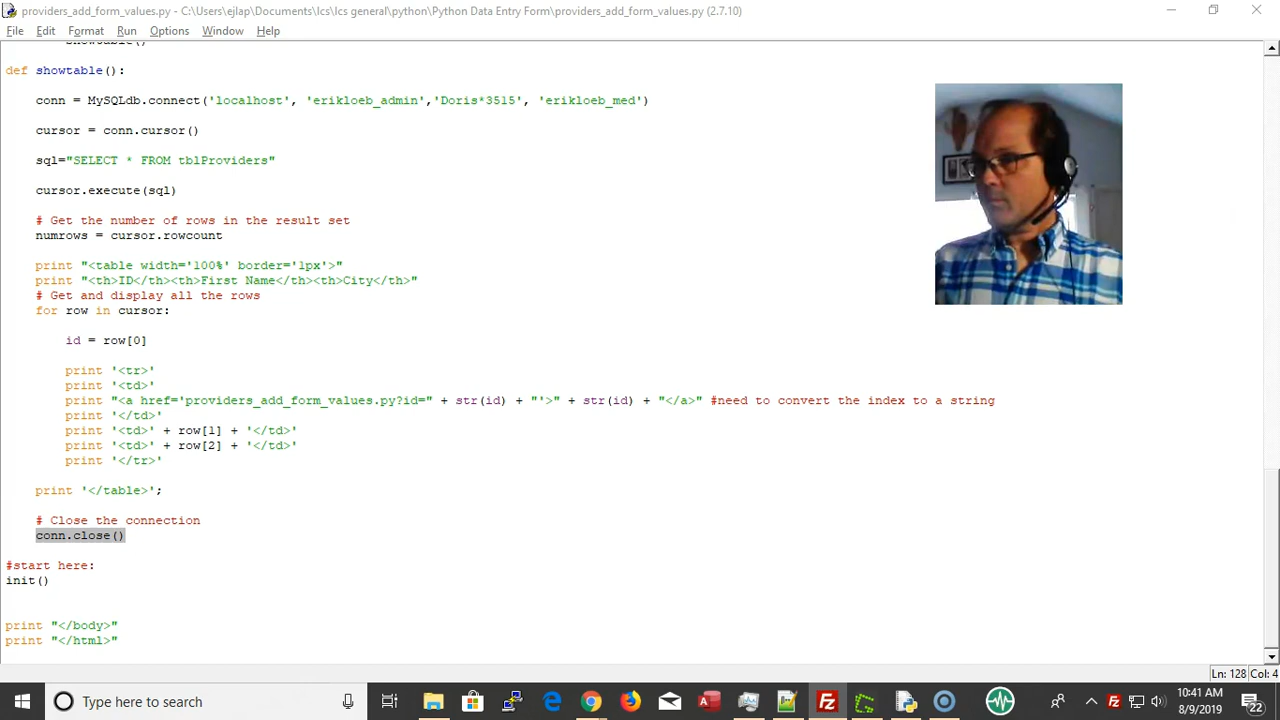 providers_add_form_values.py - C:\Users\ejlap\Documents\lcs\lcs general\python\Python Data Entry Form\providers_add_form_values.py (2.7.10)
File Edit Format Run Options Window Help
showtable()
def showtable():
conn = MySQLdb.connect('localhost', 'erikloeb_admin','Doris*3515', 'erikloeb_med')
cursor = conn.cursor()
sql="SELECT * FROM tblProviders"
cursor.execute(sql)
# Get the number of rows in the result set
numrows = cursor.rowcount
print "<table width='100%' border='1px'>"
print "<th>ID</th><th>First Name</th><th>City</th>"
# Get and display all the rows
for row in cursor:
id = row[0]
print '<tr>'
print '<td>'
print "<a href='providers_add_form_values.py?id=" + str(id) + "'>" + str(id) + "</a>" #need to convert the index to a string
print '</td>'
print '<td>' + row[1] + '</td>'
print '<td>' + row[2] + '</td>'
print '</tr>'
print '</table>';
# Close the connection
conn.close()
#start here:
init()
print "</body>"
print "</html>"
Ln: 128 Col: 4
Type here to search
10:41 AM
8/9/2019
22